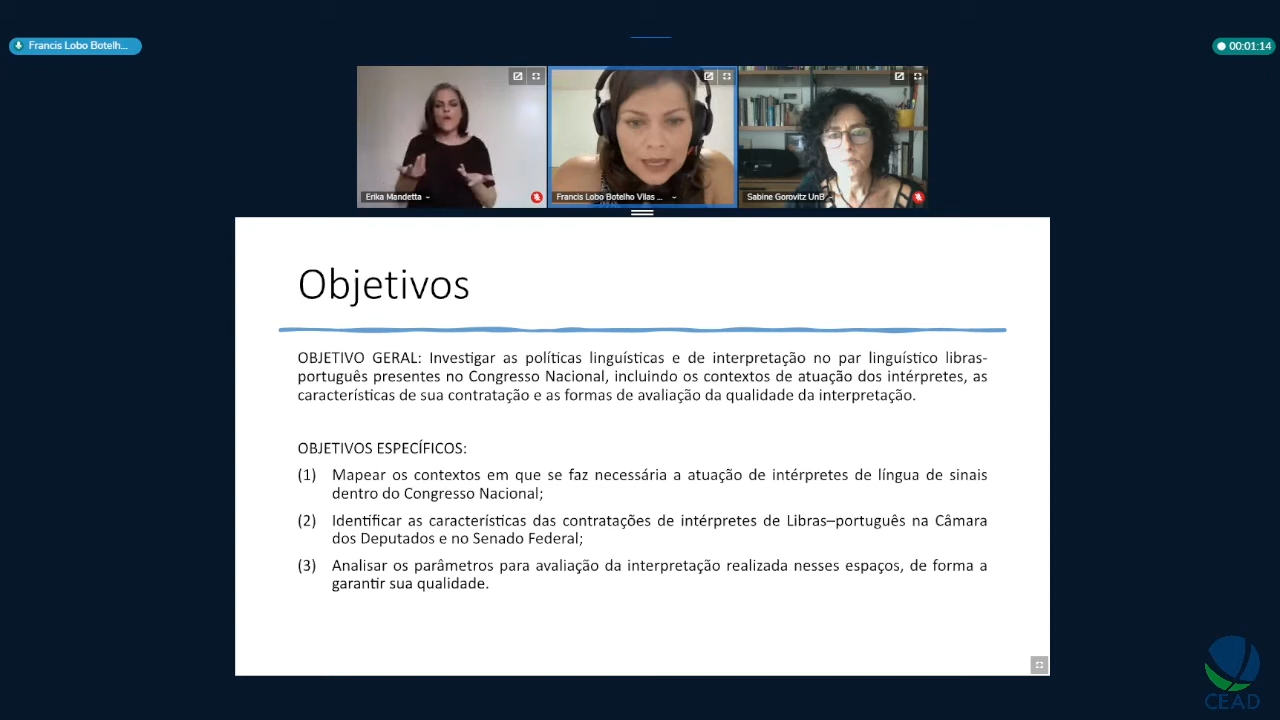 Francis Lobo Botelh...
00:01:14
Erika Mandetta
Francis Lobo Botelho Vilas ...
Sabine Gorovitz UnB
Objetivos
OBJETIVO GERAL: Investigar as políticas linguísticas e de interpretação no par linguístico libras-
português presentes no Congresso Nacional, incluindo os contextos de atuação dos intérpretes, as
características de sua contratação e as formas de avaliação da qualidade da interpretação.
OBJETIVOS ESPECÍFICOS:
(1) Mapear os contextos em que se faz necessária a atuação de intérpretes de língua de sinais
dentro do Congresso Nacional;
(2) Identificar as características das contratações de intérpretes de Libras–português na Câmara
dos Deputados e no Senado Federal;
(3) Analisar os parâmetros para avaliação da interpretação realizada nesses espaços, de forma a
garantir sua qualidade.
CEAD